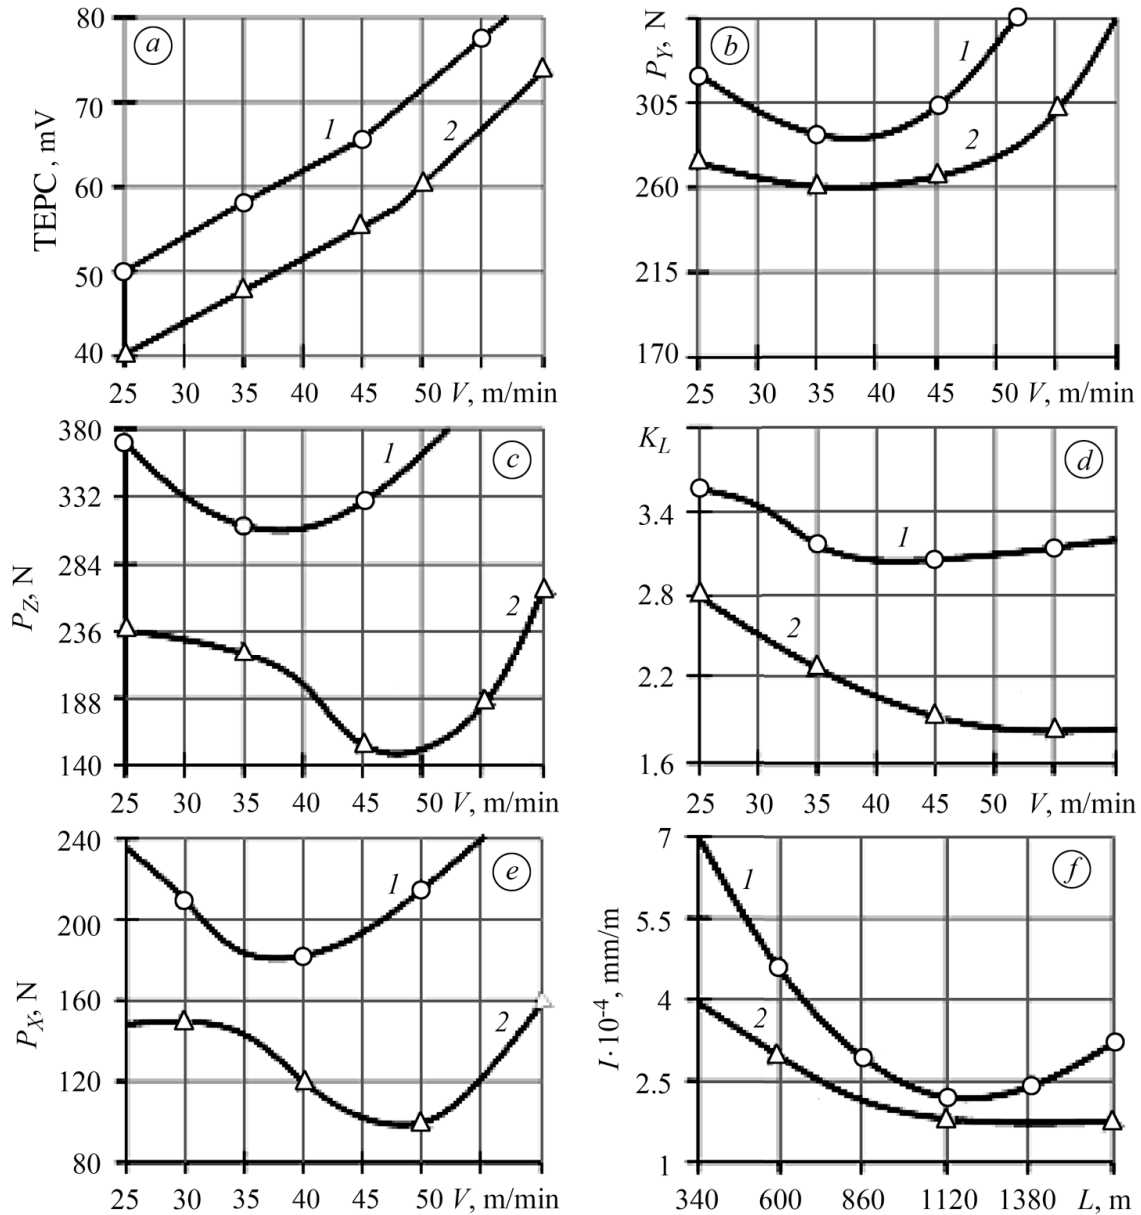 a
TEPC, mV
80
70
60
50
40
1
2
25 30 35 40 45 50 V, m/min
b
P_Y, N
305
260
215
170
1
2
25 30 35 40 45 50 V, m/min
c
P_Z, N
380
332
284
236
188
140
1
2
25 30 35 40 45 50 V, m/min
d
K_L
3.4
2.8
2.2
1.6
1
2
25 30 35 40 45 50 V, m/min
e
P_X, N
240
200
160
120
80
1
2
25 30 35 40 45 50 V, m/min
f
I·10⁻⁴, mm/m
7
5.5
4
2.5
1
1
2
340 600 860 1120 1380 L, m